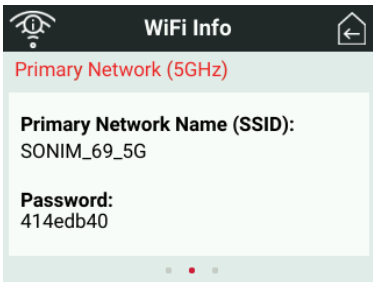 WiFi Info
Primary Network (5GHz)
Primary Network Name (SSID):
SONIM_69_5G
Password:
414edb40